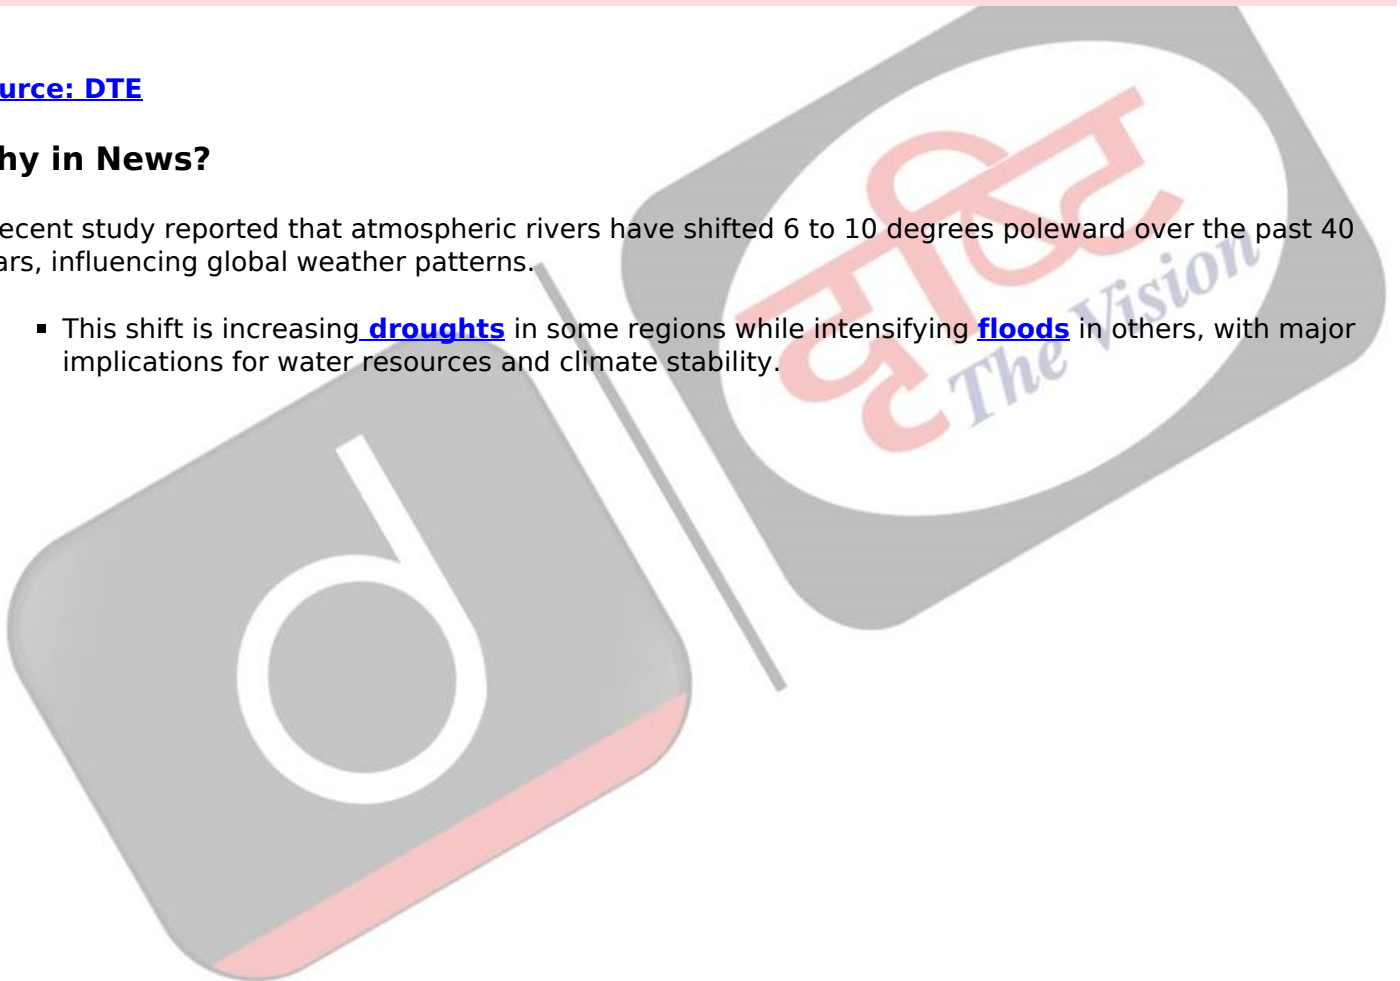 urce: DTE
hy in News?
ecent study reported that atmospheric rivers have shifted 6 to 10 degrees poleward over the past 40
ars, influencing global weather patterns.
▪ This shift is increasing droughts in some regions while intensifying floods in others, with major
implications for water resources and climate stability.
दृष्टि
The Vision
d